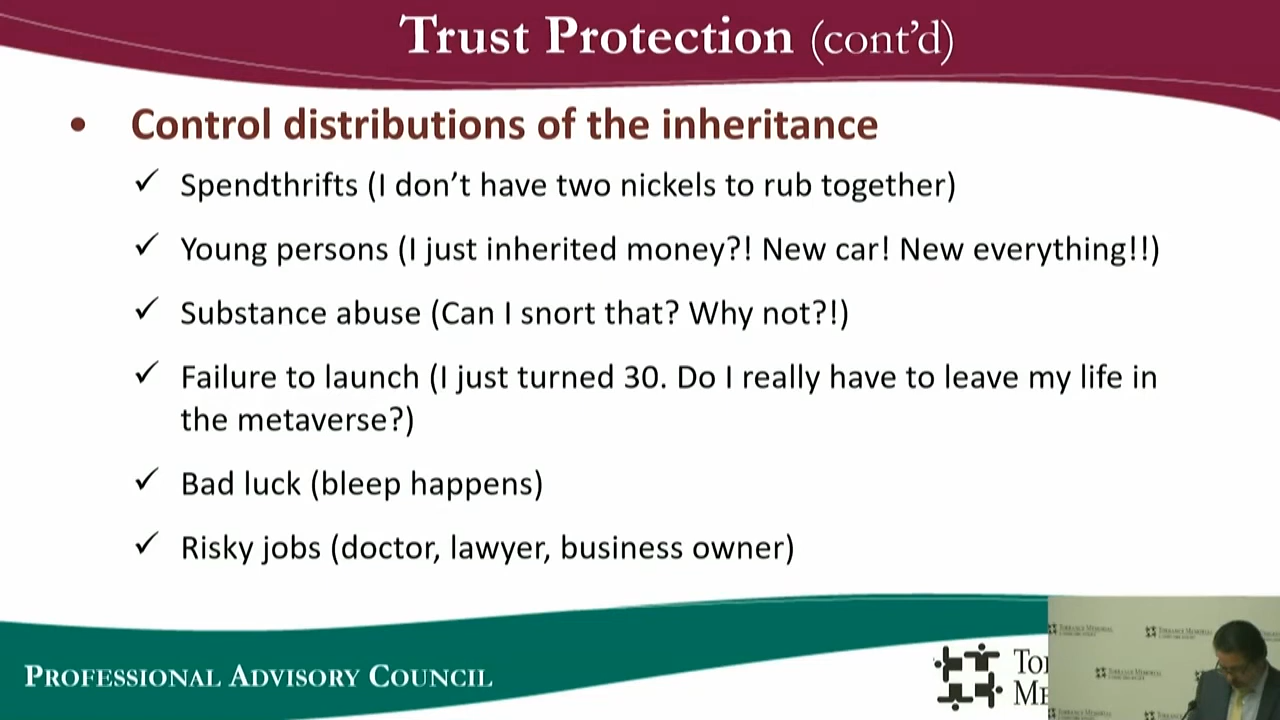 Trust Protection (cont’d)
• Control distributions of the inheritance
✓ Spendthrifts (I don’t have two nickels to rub together)
✓ Young persons (I just inherited money?! New car! New everything!!)
✓ Substance abuse (Can I snort that? Why not?!)
✓ Failure to launch (I just turned 30. Do I really have to leave my life in
the metaverse?)
✓ Bad luck (bleep happens)
✓ Risky jobs (doctor, lawyer, business owner)
PROFESSIONAL ADVISORY COUNCIL